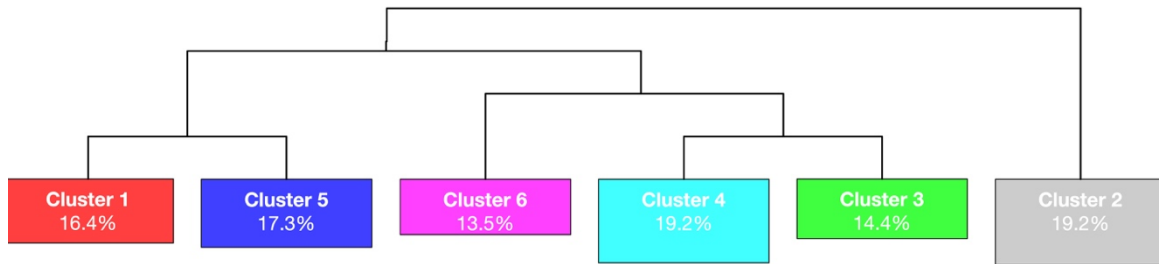 Cluster 1
16.4%
Cluster 5
17.3%
Cluster 6
13.5%
Cluster 4
19.2%
Cluster 3
14.4%
Cluster 2
19.2%